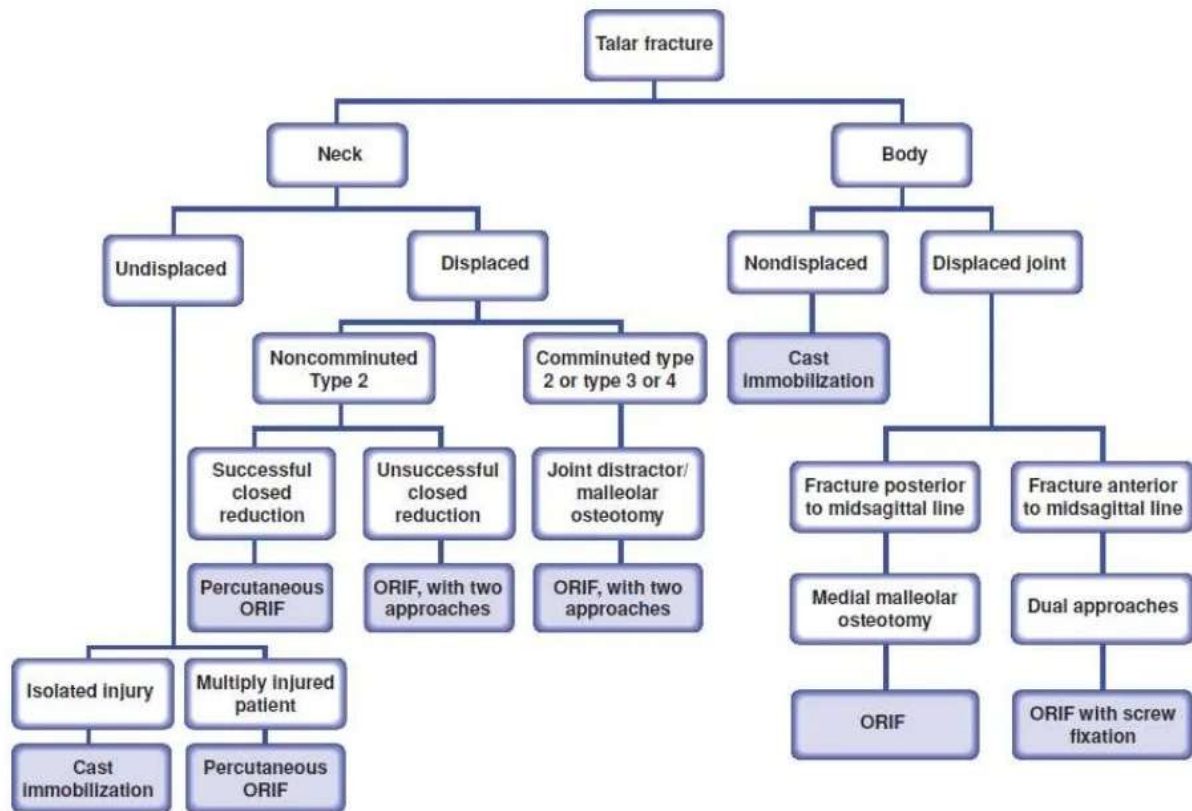 Talar fracture
Neck
Body
Undisplaced
Displaced
Nondisplaced
Displaced joint
Noncomminuted
Type 2
Comminuted type
2 or type 3 or 4
Cast
immobilization
Successful
closed
reduction
Unsuccessful
closed
reduction
Joint distractor/
malleolar
osteotomy
Fracture posterior
to midsagittal line
Fracture anterior
to midsagittal line
Percutaneous
ORIF
ORIF, with two
approaches
ORIF, with two
approaches
Medial malleolar
osteotomy
Dual approaches
Isolated injury
Multiply injured
patient
ORIF
ORIF with screw
fixation
Cast
immobilization
Percutaneous
ORIF